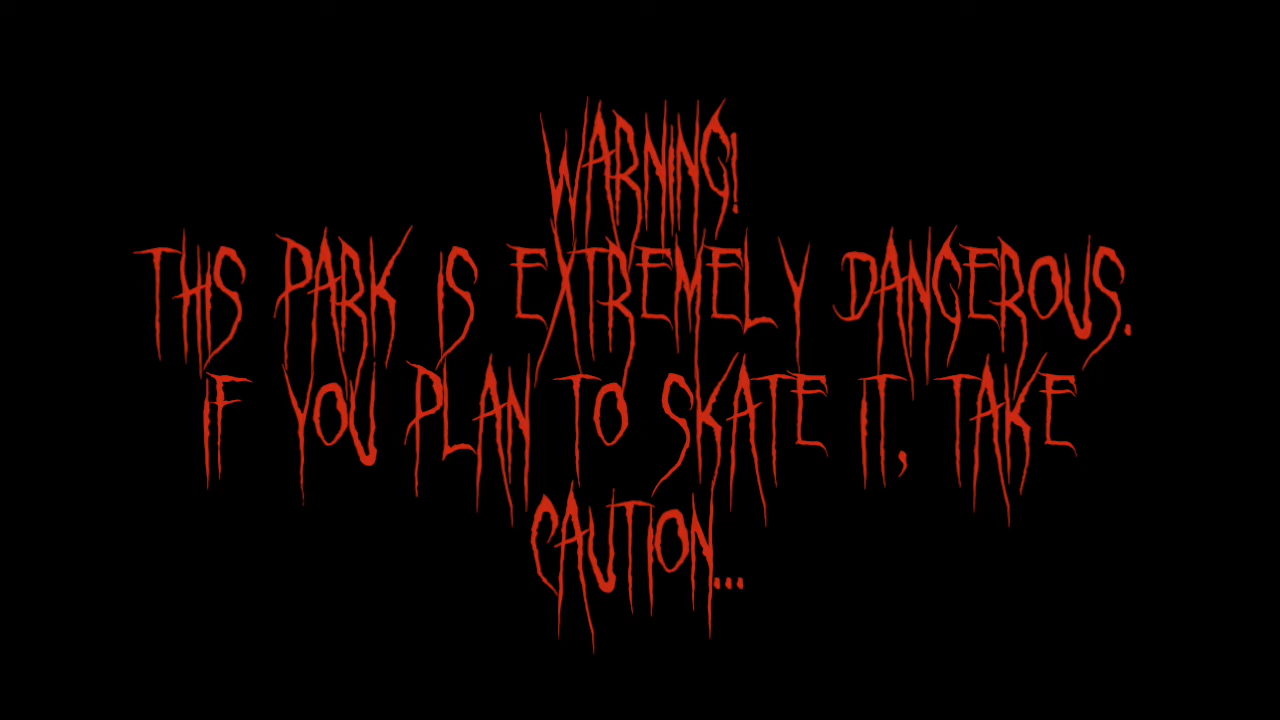 WARNING!
THIS PARK IS EXTREMELY DANGEROUS.
IF YOU PLAN TO SKATE IT, TAKE
CAUTION...